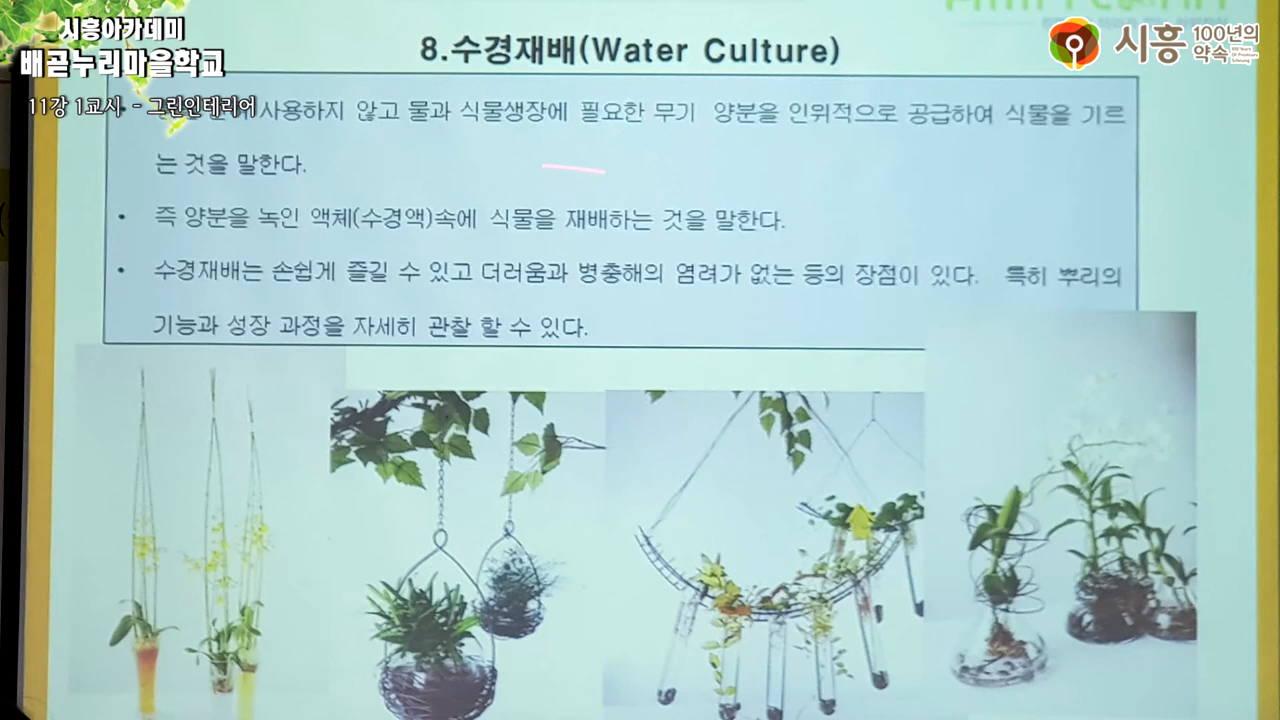 시흥아카데미
배곧누리마을학교
11강 1교시 - 그린인테리어
시흥 100년의 약속
8.수경재배(Water Culture)
사용하지 않고 물과 식물생장에 필요한 무기 양분을 인위적으로 공급하여 식물을 기르
는 것을 말한다.
• 즉 양분을 녹인 액체(수경액)속에 식물을 재배하는 것을 말한다.
• 수경재배는 손쉽게 즐길 수 있고 더러움과 병충해의 염려가 없는 등의 장점이 있다. 특히 뿌리의
기능과 성장 과정을 자세히 관찰 할 수 있다.